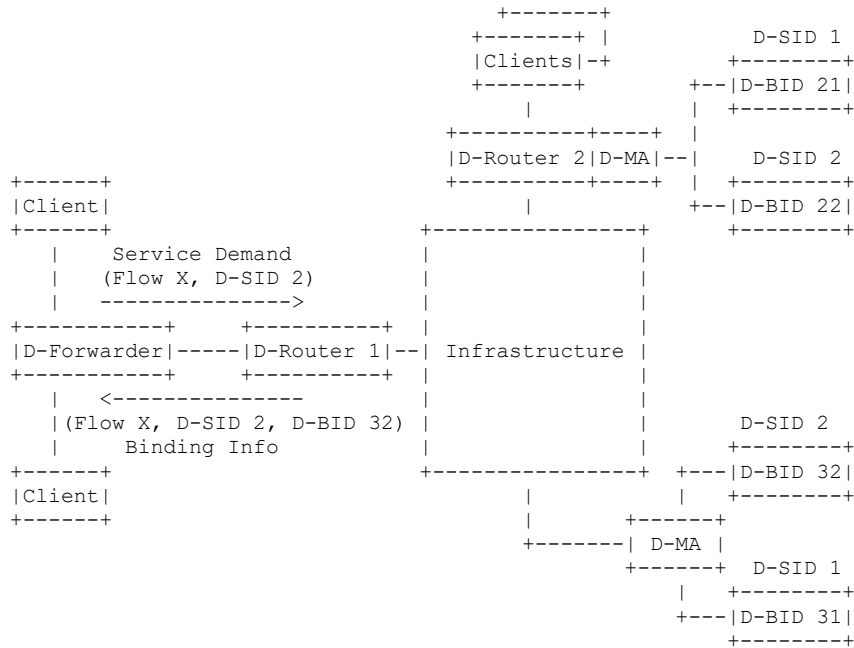 D-SID 1
Clients
D-BID 21
D-Router 2 D-MA D-SID 2
Client D-BID 22
Service Demand
(Flow X, D-SID 2)
D-Forwarder D-Router 1 Infrastructure
(Flow X, D-SID 2, D-BID 32) D-SID 2
Binding Info
D-BID 32
Client
D-MA
D-SID 1
D-BID 31